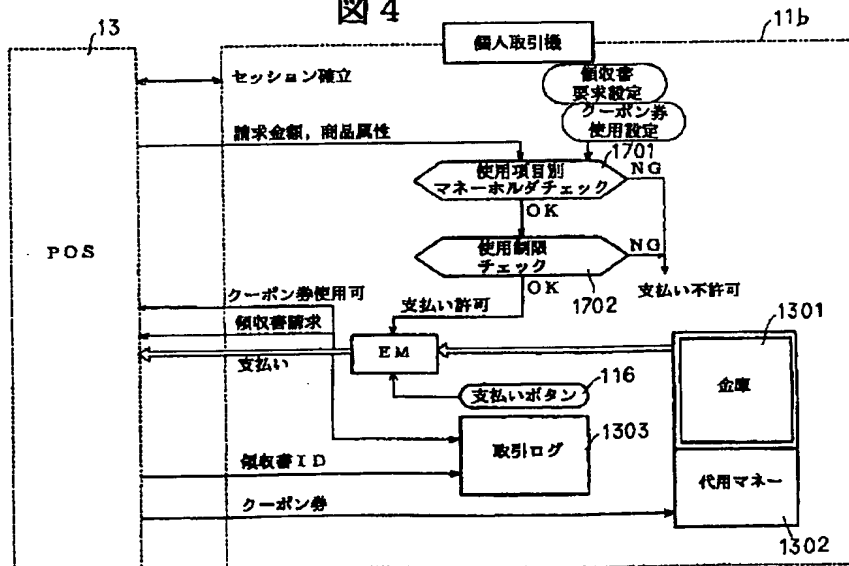 図4
13
11b
個人取引機
セッション確立
領収書
要求設定
クーポン券
使用設定
請求金額,商品属性
1701
使用項目別
マネーホルダチェック
NG
OK
POS
使用制限
チェック
NG
1702
OK
支払い不許可
クーポン券使用可
支払い許可
領収書請求
1301
支払い
EM
金庫
116
支払いボタン
1303
取引ログ
領収書ID
代用マネー
クーポン券
1302